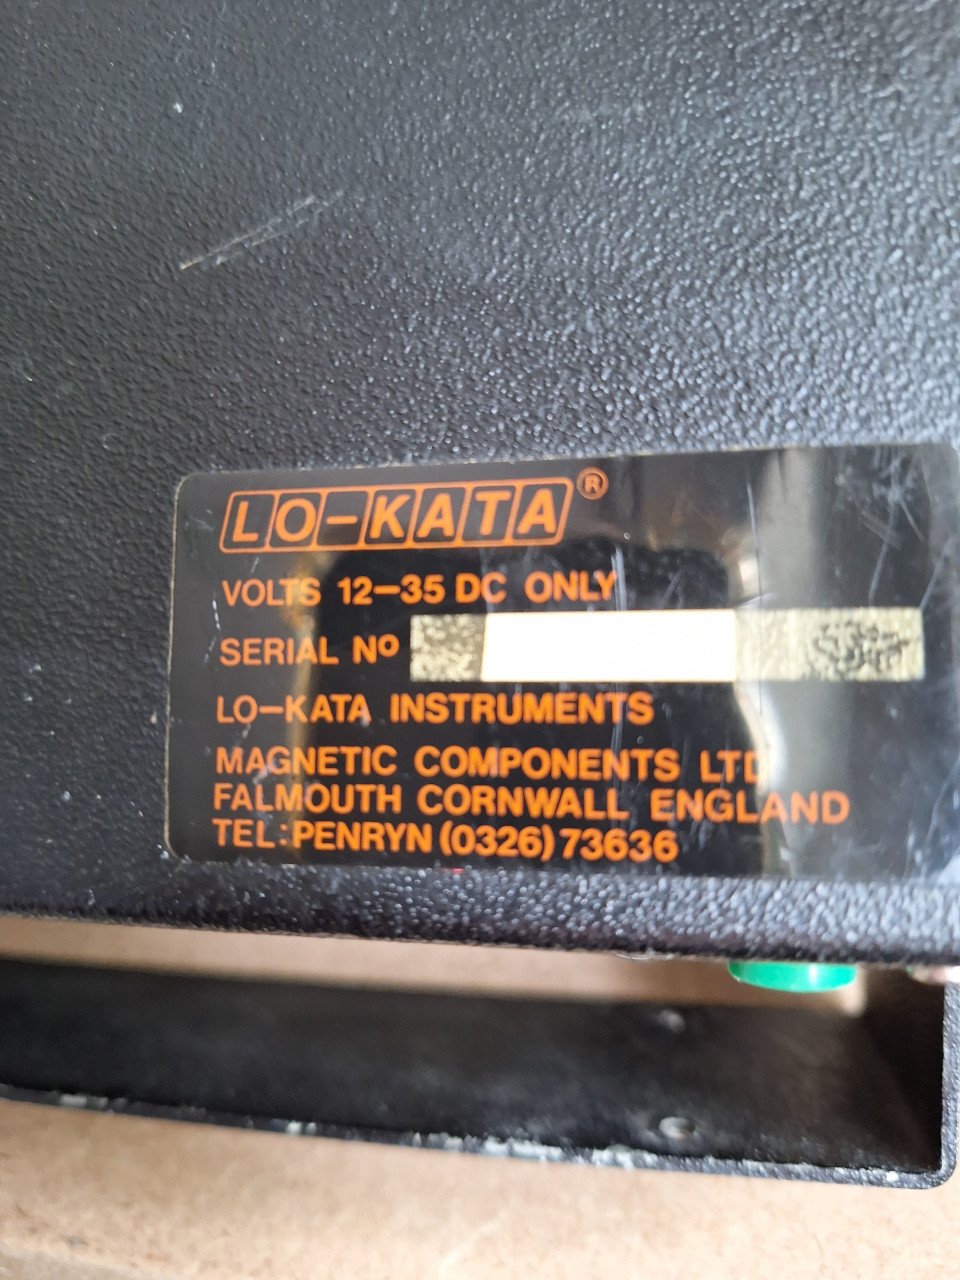 LO-KATA®
VOLTS 12-35 DC ONLY
SERIAL Nº
LO-KATA INSTRUMENTS
MAGNETIC COMPONENTS LTD
FALMOUTH CORNWALL ENGLAND
TEL: PENRYN (0326) 73636